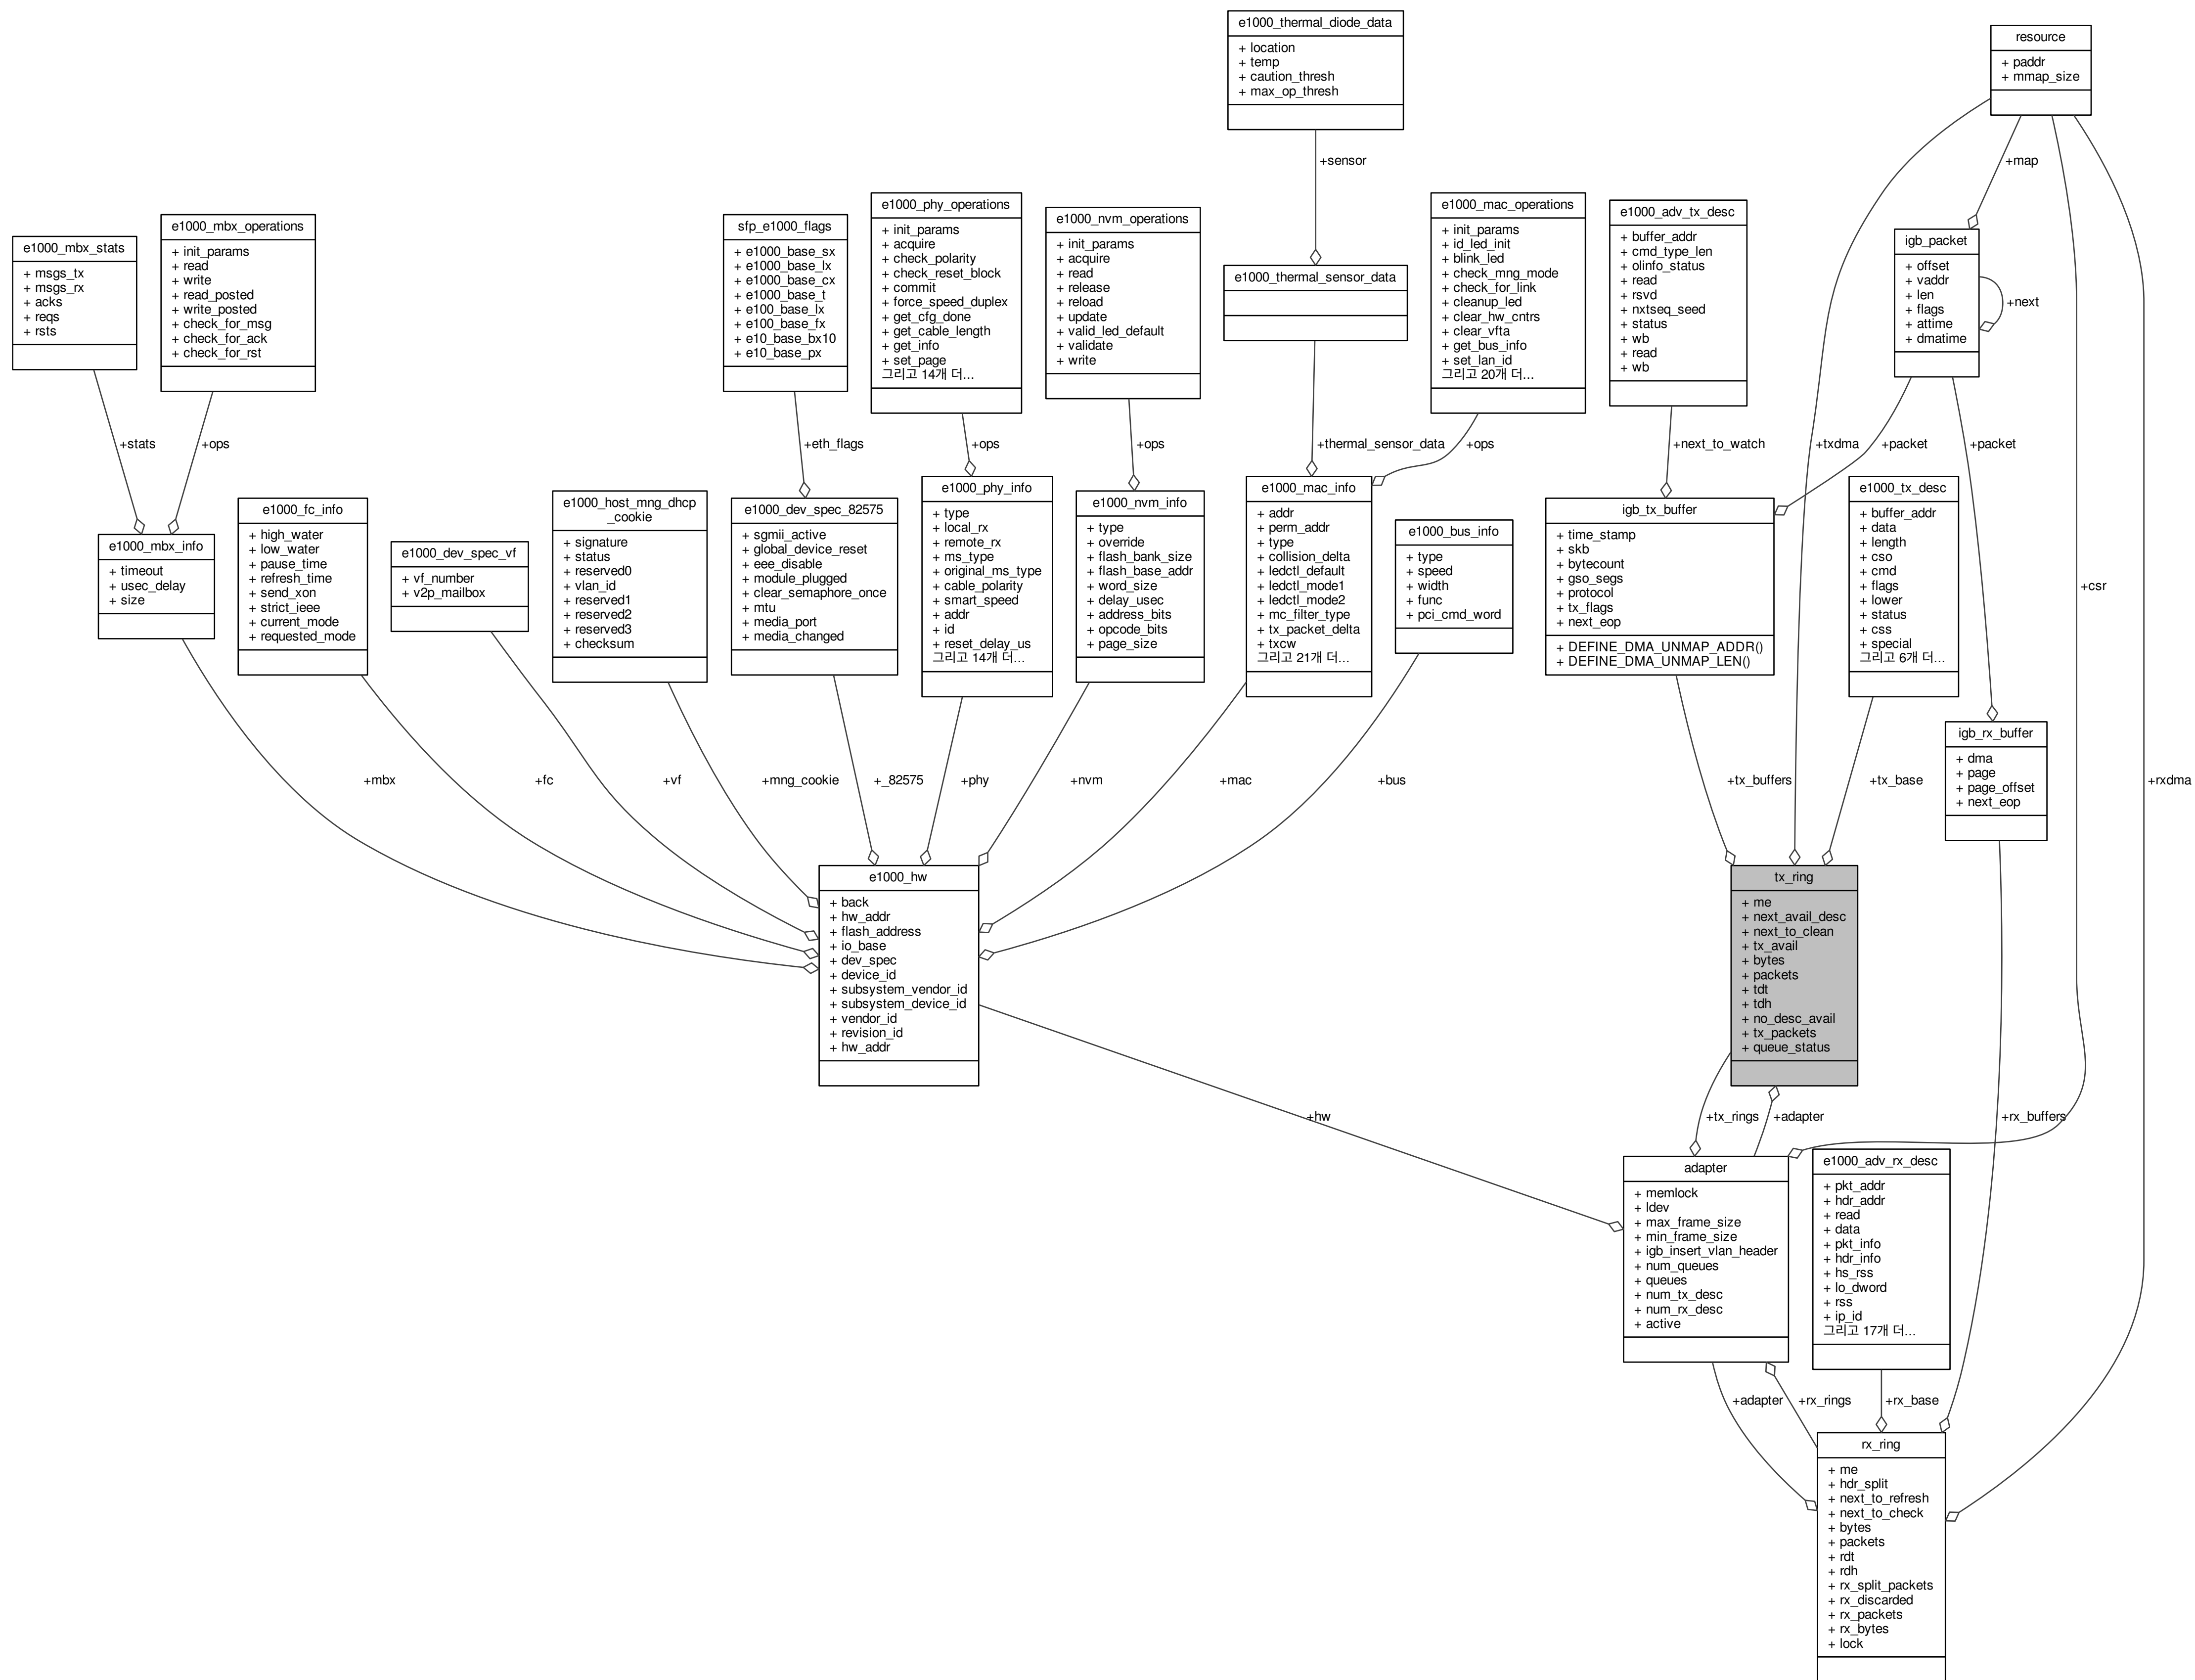 e1000_thermal_diode_data
+ location
+ temp
+ caution_thresh
+ max_op_thresh
resource
+ paddr
+ mmap_size
+sensor
+map
e1000_mbx_stats
+ msgs_tx
+ msgs_rx
+ acks
+ reqs
+ rsts
e1000_mbx_operations
+ init_params
+ read
+ write
+ read_posted
+ write_posted
+ check_for_msg
+ check_for_ack
+ check_for_rst
sfp_e1000_flags
+ e1000_base_sx
+ e1000_base_lx
+ e1000_base_cx
+ e1000_base_t
+ e100_base_lx
+ e100_base_fx
+ e10_base_bx10
+ e10_base_px
e1000_phy_operations
+ init_params
+ acquire
+ check_polarity
+ check_reset_block
+ commit
+ force_speed_duplex
+ get_cfg_done
+ get_cable_length
+ get_info
+ set_page
그리고 14개 더...
e1000_nvm_operations
+ init_params
+ acquire
+ read
+ release
+ reload
+ update
+ valid_led_default
+ validate
+ write
e1000_thermal_sensor_data
e1000_mac_operations
+ init_params
+ id_led_init
+ blink_led
+ check_mng_mode
+ check_for_link
+ cleanup_led
+ clear_hw_cntrs
+ clear_vfta
+ get_bus_info
+ set_lan_id
그리고 20개 더...
e1000_adv_tx_desc
+ buffer_addr
+ cmd_type_len
+ olinfo_status
+ read
+ rsvd
+ nxtseq_seed
+ status
+ wb
+ read
+ wb
igb_packet
+ offset
+ vaddr
+ len
+ flags
+ attime
+ dmatime
+next
+stats
+ops
+eth_flags
+ops
+ops
+thermal_sensor_data
+ops
+next_to_watch
+txdma
+packet
+packet
e1000_mbx_info
+ timeout
+ usec_delay
+ size
e1000_fc_info
+ high_water
+ low_water
+ pause_time
+ refresh_time
+ send_xon
+ strict_ieee
+ current_mode
+ requested_mode
e1000_dev_spec_vf
+ vf_number
+ v2p_mailbox
e1000_host_mng_dhcp
_cookie
+ signature
+ status
+ reserved0
+ vlan_id
+ reserved1
+ reserved2
+ reserved3
+ checksum
e1000_dev_spec_82575
+ sgmii_active
+ global_device_reset
+ eee_disable
+ module_plugged
+ clear_semaphore_once
+ mtu
+ media_port
+ media_changed
e1000_phy_info
+ type
+ local_rx
+ remote_rx
+ ms_type
+ original_ms_type
+ cable_polarity
+ smart_speed
+ addr
+ id
+ reset_delay_us
그리고 14개 더...
e1000_nvm_info
+ type
+ override
+ flash_bank_size
+ flash_base_addr
+ word_size
+ delay_usec
+ address_bits
+ opcode_bits
+ page_size
e1000_mac_info
+ addr
+ perm_addr
+ type
+ collision_delta
+ ledctl_default
+ ledctl_mode1
+ ledctl_mode2
+ mc_filter_type
+ tx_packet_delta
+ txcw
그리고 21개 더...
e1000_bus_info
+ type
+ speed
+ width
+ func
+ pci_cmd_word
igb_tx_buffer
+ time_stamp
+ skb
+ bytecount
+ gso_segs
+ protocol
+ tx_flags
+ next_eop
+ DEFINE_DMA_UNMAP_ADDR()
+ DEFINE_DMA_UNMAP_LEN()
e1000_tx_desc
+ buffer_addr
+ data
+ length
+ cso
+ cmd
+ flags
+ lower
+ status
+ css
+ special
그리고 6개 더...
+csr
igb_rx_buffer
+ dma
+ page
+ page_offset
+ next_eop
+mbx
+fc
+vf
+mng_cookie
+_82575
+phy
+nvm
+mac
+bus
+tx_buffers
+tx_base
+rxdma
e1000_hw
+ back
+ hw_addr
+ flash_address
+ io_base
+ dev_spec
+ device_id
+ subsystem_vendor_id
+ subsystem_device_id
+ vendor_id
+ revision_id
+ hw_addr
tx_ring
+ me
+ next_avail_desc
+ next_to_clean
+ tx_avail
+ bytes
+ packets
+ tdt
+ tdh
+ no_desc_avail
+ tx_packets
+ queue_status
+hw
+tx_rings
+adapter
+rx_buffers
adapter
+ memlock
+ ldev
+ max_frame_size
+ min_frame_size
+ igb_insert_vlan_header
+ num_queues
+ queues
+ num_tx_desc
+ num_rx_desc
+ active
e1000_adv_rx_desc
+ pkt_addr
+ hdr_addr
+ read
+ data
+ pkt_info
+ hdr_info
+ hs_rss
+ lo_dword
+ rss
+ ip_id
그리고 17개 더...
+adapter
+rx_rings
+rx_base
rx_ring
+ me
+ hdr_split
+ next_to_refresh
+ next_to_check
+ bytes
+ packets
+ rdt
+ rdh
+ rx_split_packets
+ rx_discarded
+ rx_packets
+ rx_bytes
+ lock